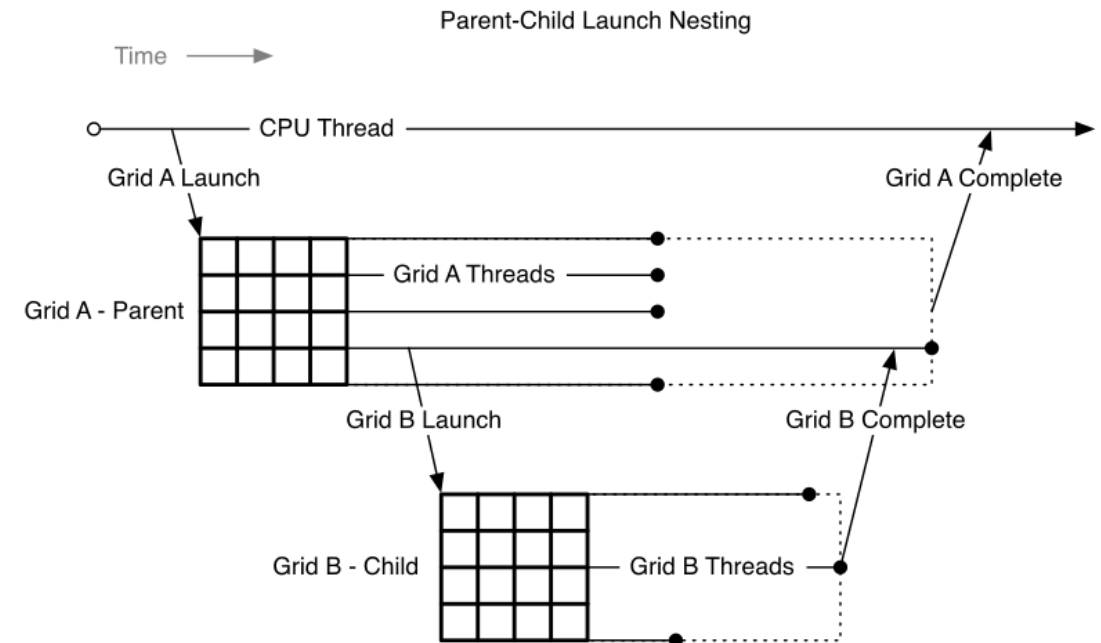 Parent-Child Launch Nesting
Time
CPU Thread
Grid A Launch
Grid A Complete
Grid A Threads
Grid A - Parent
Grid B Launch
Grid B Complete
Grid B - Child
Grid B Threads